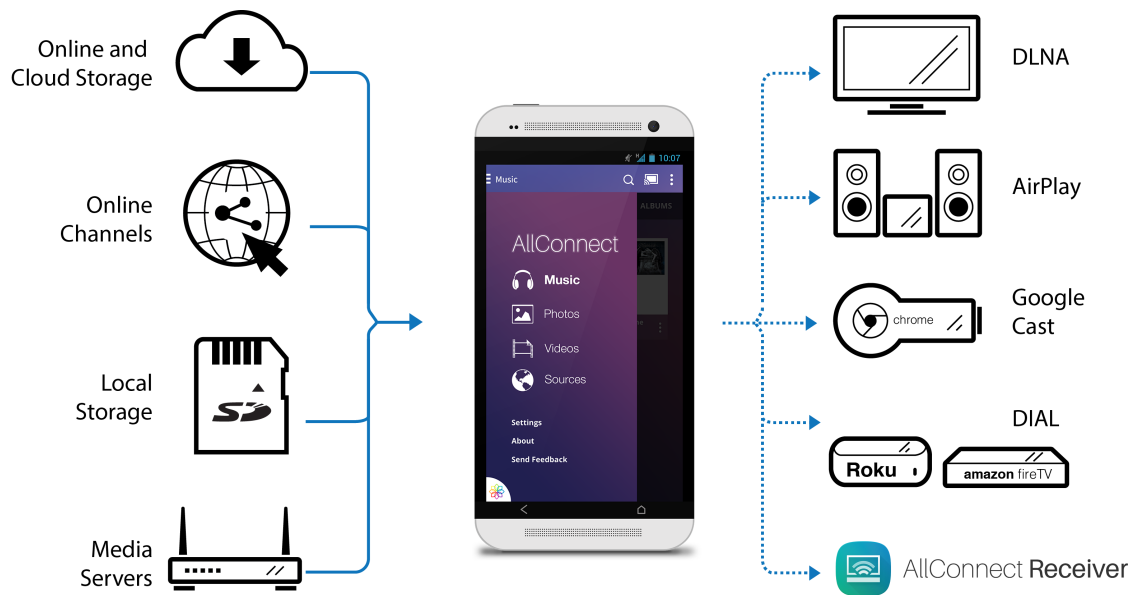 Online and
Cloud Storage
Online
Channels
Local
Storage
SD
Media
Servers
10:07
Music
ALBUMS
AllConnect
Music
Photos
Videos
Sources
Settings
About
Send Feedback
DLNA
AirPlay
Google
Cast
chrome
DIAL
Roku
amazon fireTV
AllConnect Receiver